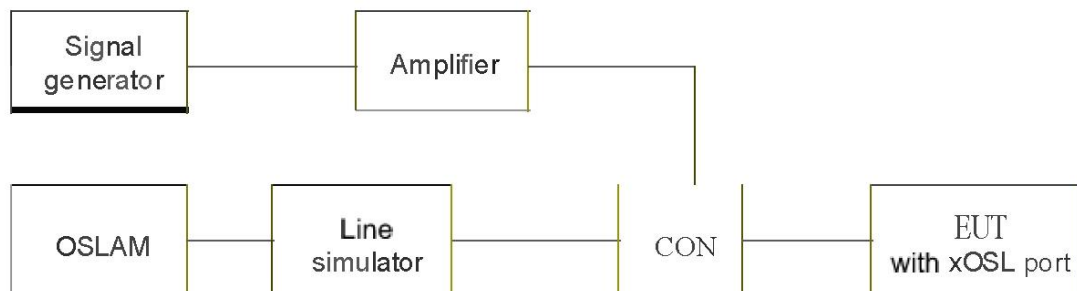 Signal
generator
Amplifier
OSLAM
Line
simulator
CON
EUT
with xOSL port